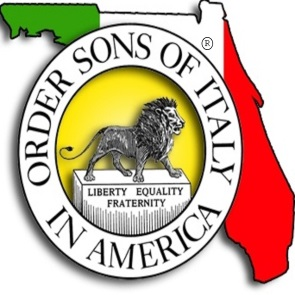 ORDER SONS OF ITALY
IN AMERICA
®
LIBERTY EQUALITY
FRATERNITY